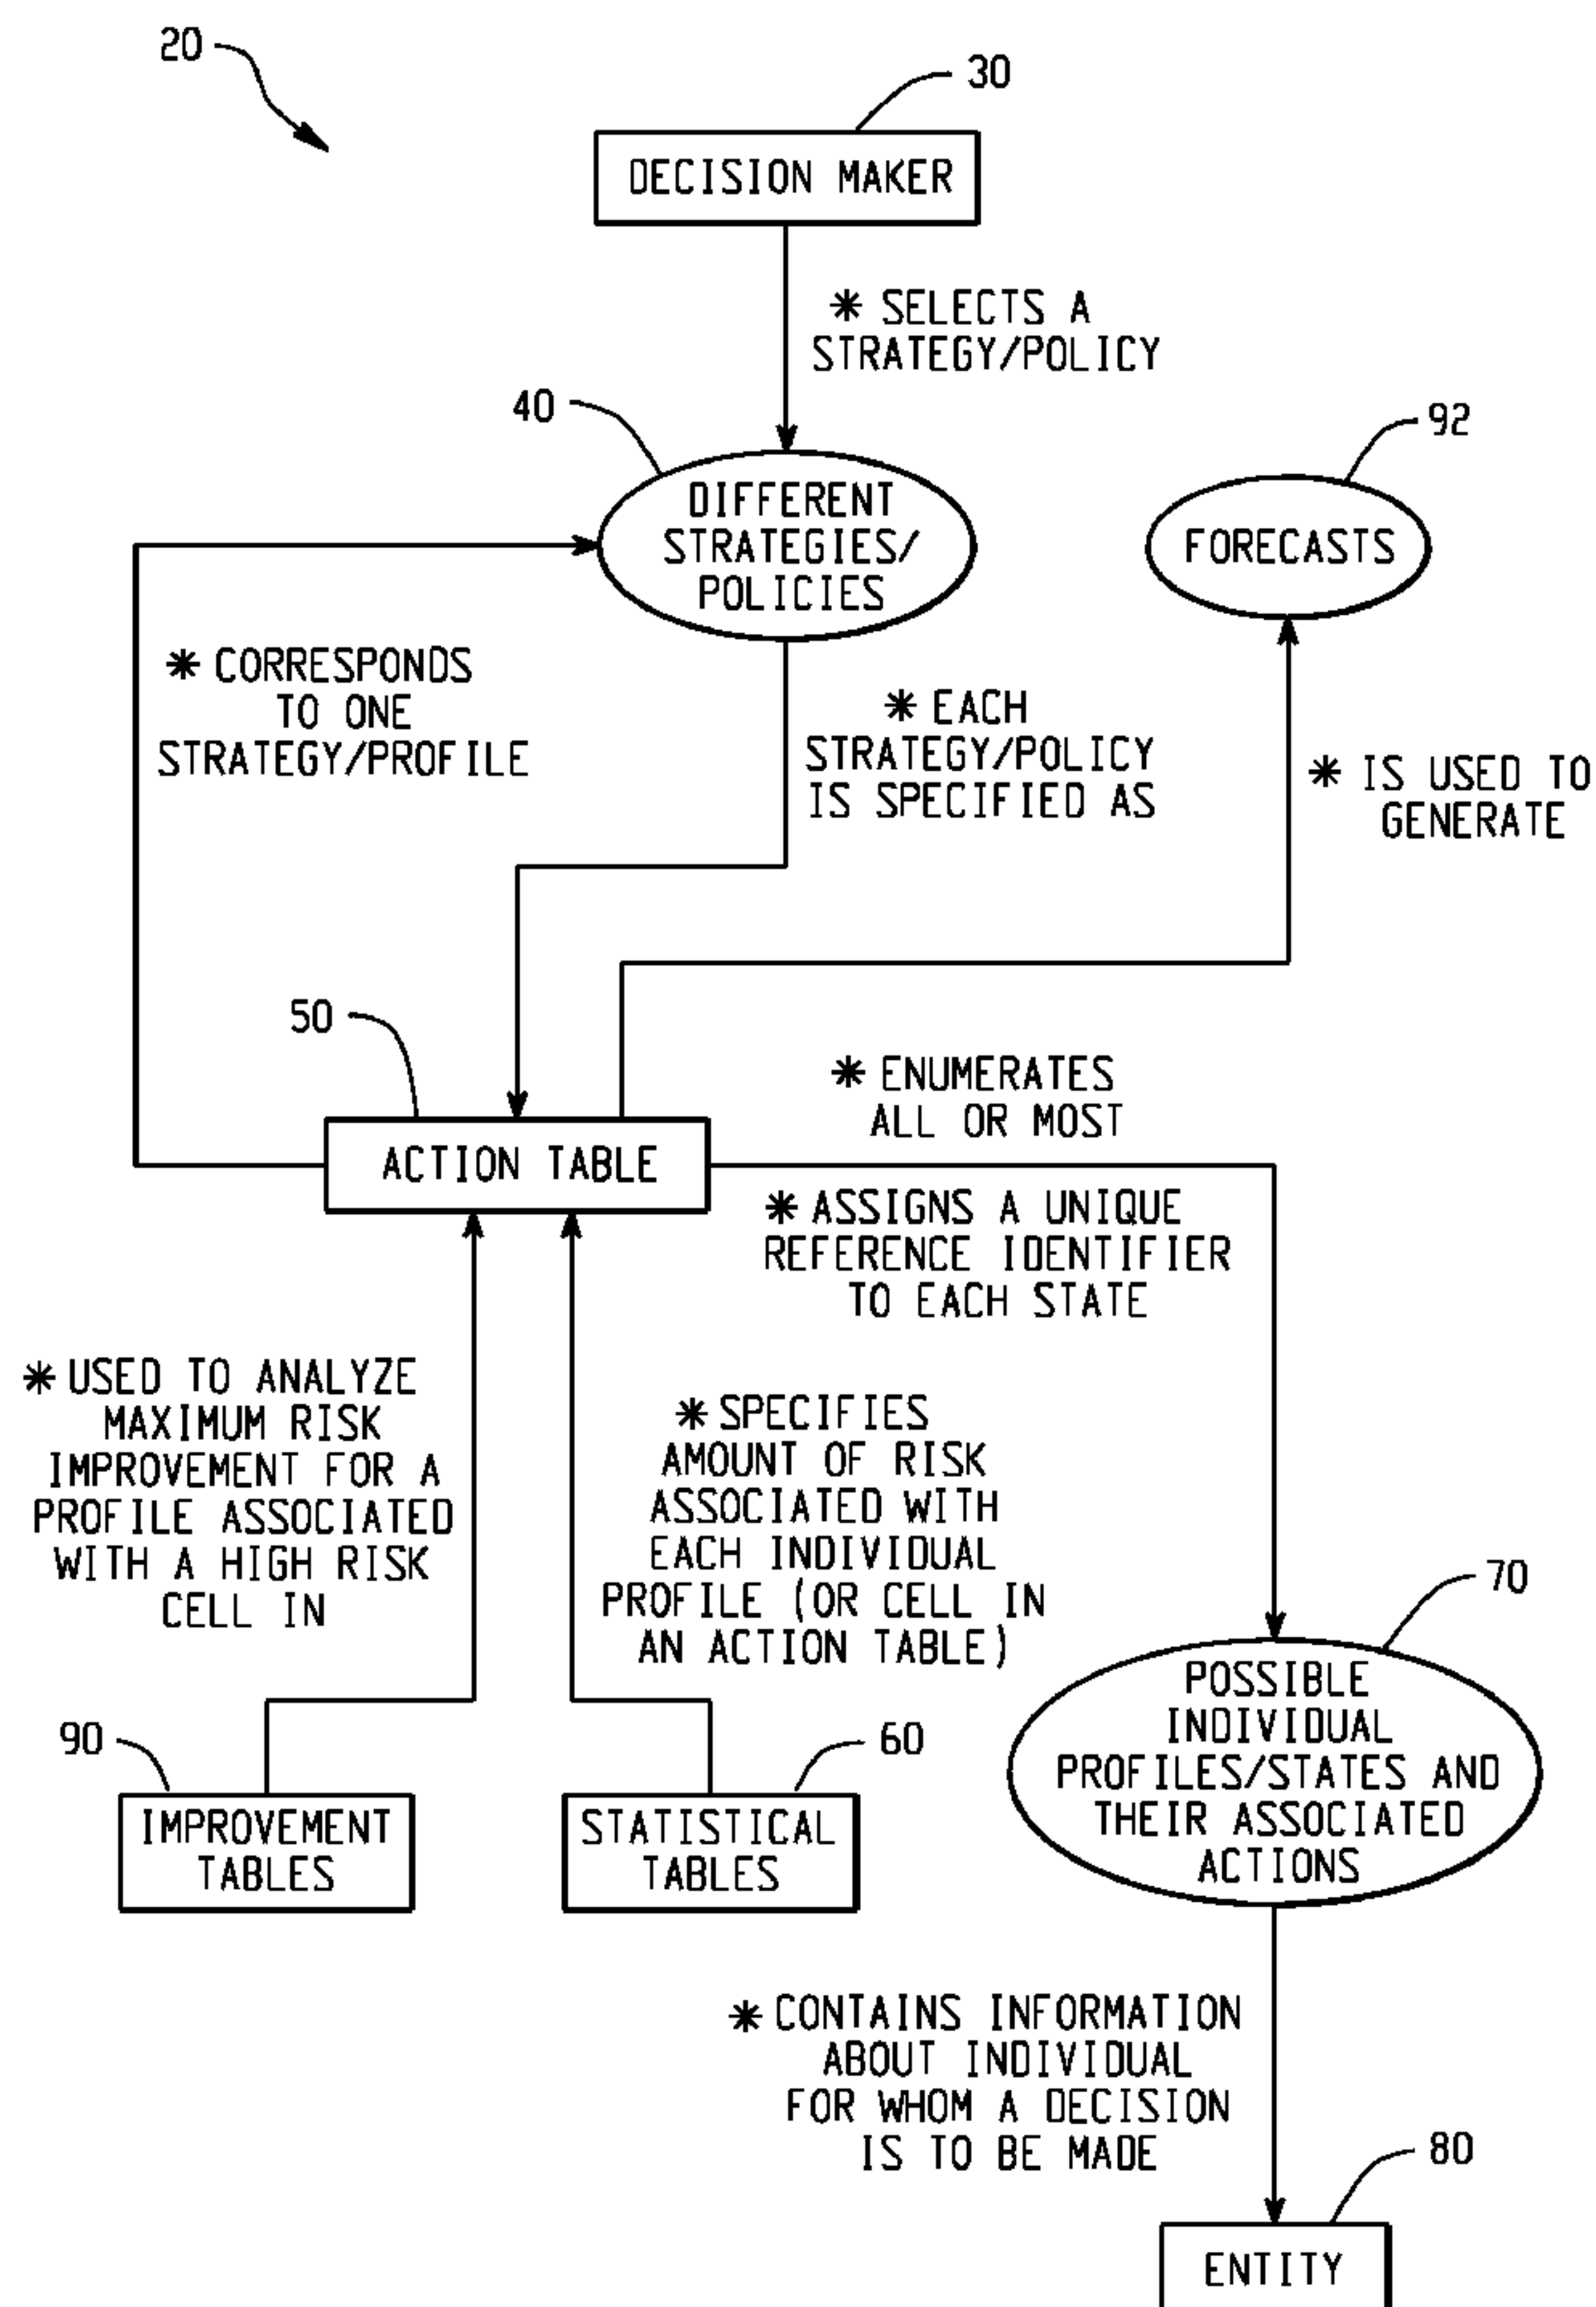 20
30
DECISION MAKER
* SELECTS A
STRATEGY/POLICY
40
92
DIFFERENT
STRATEGIES/
POLICIES
FORECASTS
* CORRESPONDS
TO ONE
STRATEGY/PROFILE
* EACH
STRATEGY/POLICY
IS SPECIFIED AS
* IS USED TO
GENERATE
50
* ENUMERATES
ALL OR MOST
ACTION TABLE
* ASSIGNS A UNIQUE
REFERENCE IDENTIFIER
TO EACH STATE
* USED TO ANALYZE
MAXIMUM RISK
IMPROVEMENT FOR A
PROFILE ASSOCIATED
WITH A HIGH RISK
CELL IN
* SPECIFIES
AMOUNT OF RISK
ASSOCIATED WITH
EACH INDIVIDUAL
PROFILE (OR CELL IN
AN ACTION TABLE)
70
POSSIBLE
INDIVIDUAL
PROFILES/STATES AND
THEIR ASSOCIATED
ACTIONS
90
IMPROVEMENT
TABLES
60
STATISTICAL
TABLES
* CONTAINS INFORMATION
ABOUT INDIVIDUAL
FOR WHOM A DECISION
IS TO BE MADE
80
ENTITY